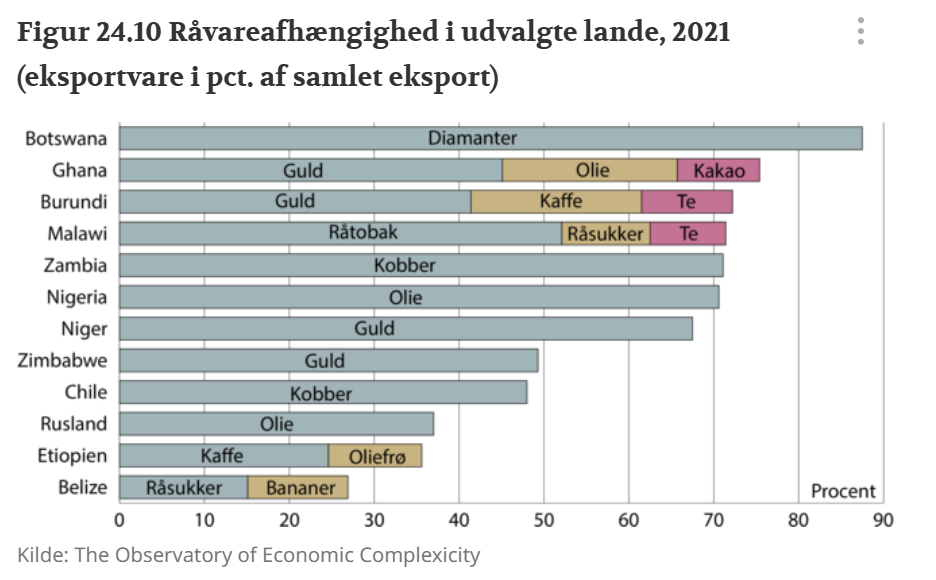 Figur 24.10 Råvareafhængighed i udvalgte lande, 2021
(eksportvare i pct. af samlet eksport)
Botswana Diamanter
Ghana Guld Olie Kakao
Burundi Guld Kaffe Te
Malawi Råtobak Råsukker Te
Zambia Kobber
Nigeria Olie
Niger Guld
Zimbabwe Guld
Chile Kobber
Rusland Olie
Etiopien Kaffe Oliefrø
Belize Råsukker Bananer Procent
0 10 20 30 40 50 60 70 80 90
Kilde: The Observatory of Economic Complexicity